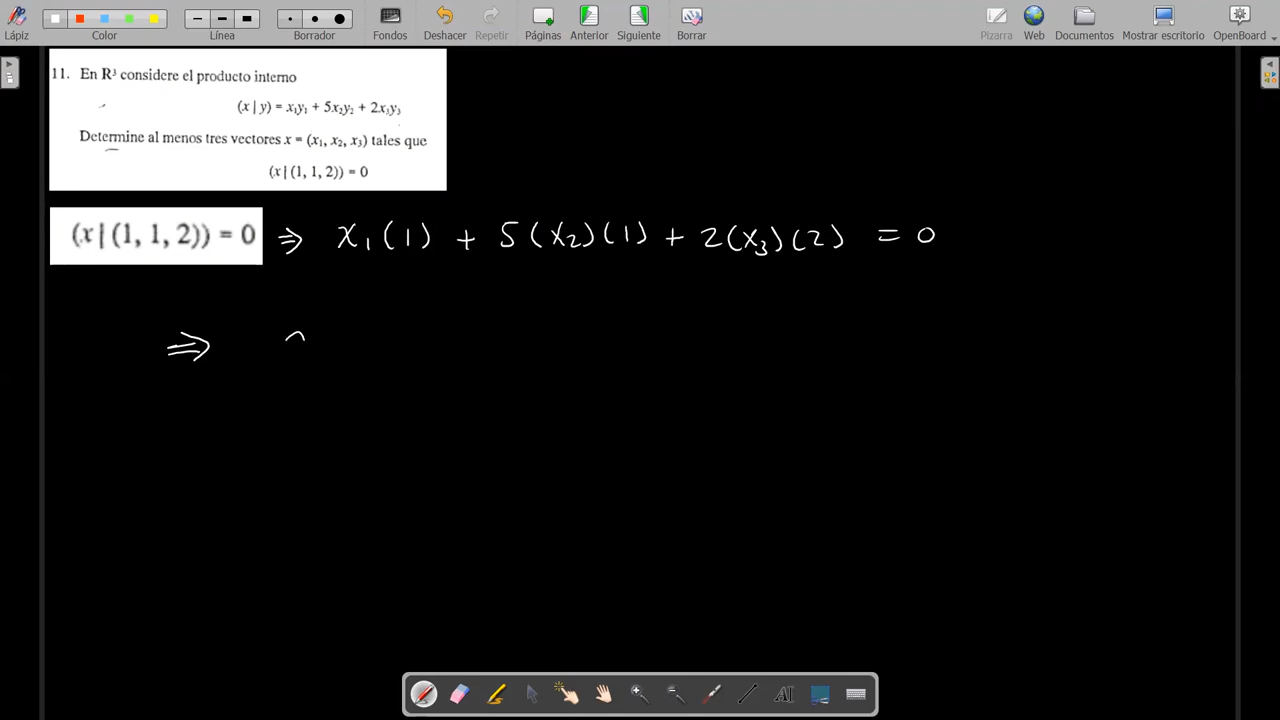 Lápiz Color Línea Borrador Fondos Deshacer Repetir Páginas Anterior Siguiente Borrar Pizarra Web Documentos Mostrar escritorio OpenBoard
11. En R³ considere el producto interno
(x | y) = x₁y₁ + 5x₂y₂ + 2x₃y₃
Determine al menos tres vectores x = (x₁, x₂, x₃) tales que
(x | (1, 1, 2)) = 0
(x | (1, 1, 2)) = 0 ⇒ x₁(1) + 5(x₂)(1) + 2(x₃)(2) = 0
⇒
AI